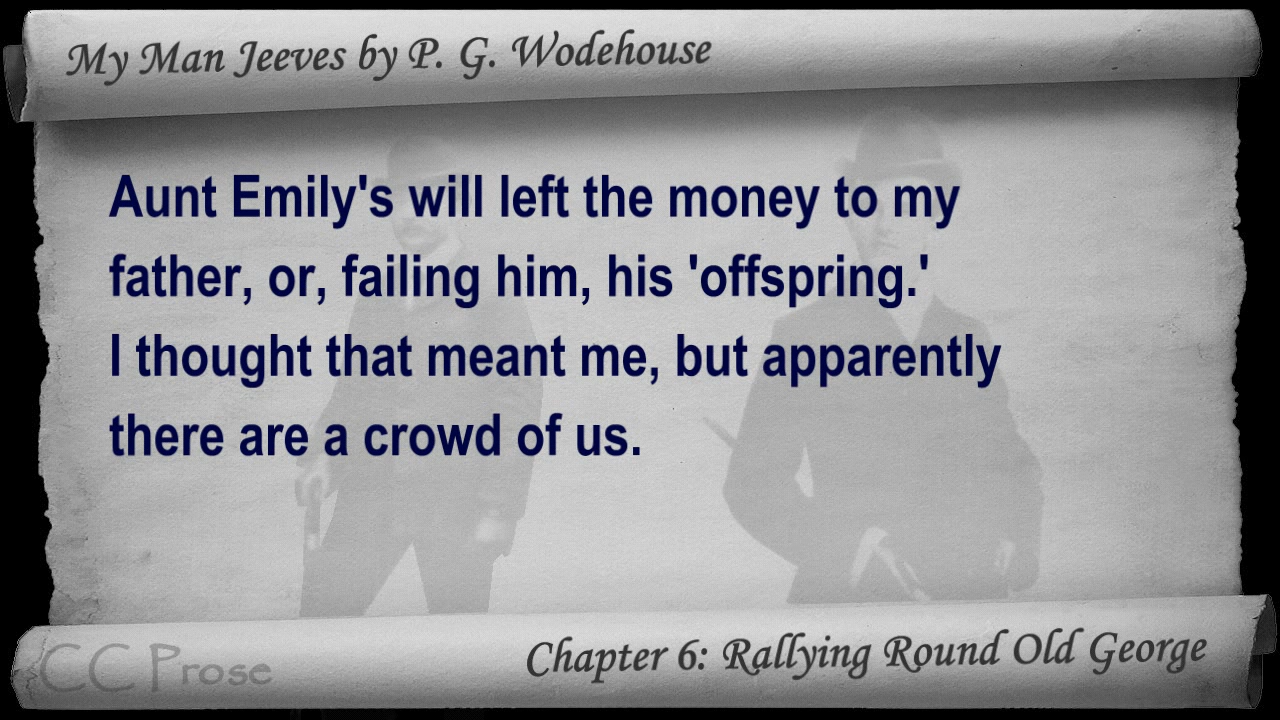 My Man Jeeves by P. G. Wodehouse
Aunt Emily's will left the money to my
father, or, failing him, his 'offspring.'
I thought that meant me, but apparently
there are a crowd of us.
CC Prose
Chapter 6: Rallying Round Old George